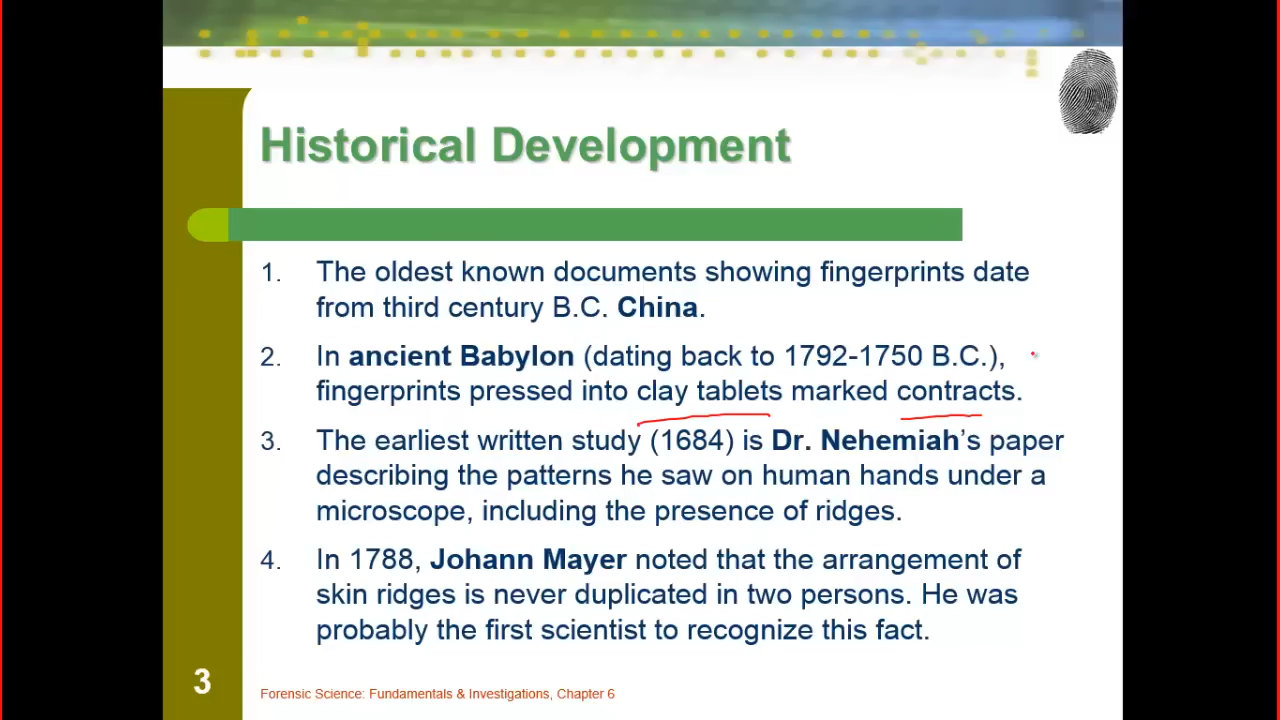 Historical Development
1. The oldest known documents showing fingerprints date
from third century B.C. China.
2. In ancient Babylon (dating back to 1792-1750 B.C.),
fingerprints pressed into clay tablets marked contracts.
3. The earliest written study (1684) is Dr. Nehemiah's paper
describing the patterns he saw on human hands under a
microscope, including the presence of ridges.
4. In 1788, Johann Mayer noted that the arrangement of
skin ridges is never duplicated in two persons. He was
probably the first scientist to recognize this fact.
3
Forensic Science: Fundamentals & Investigations, Chapter 6